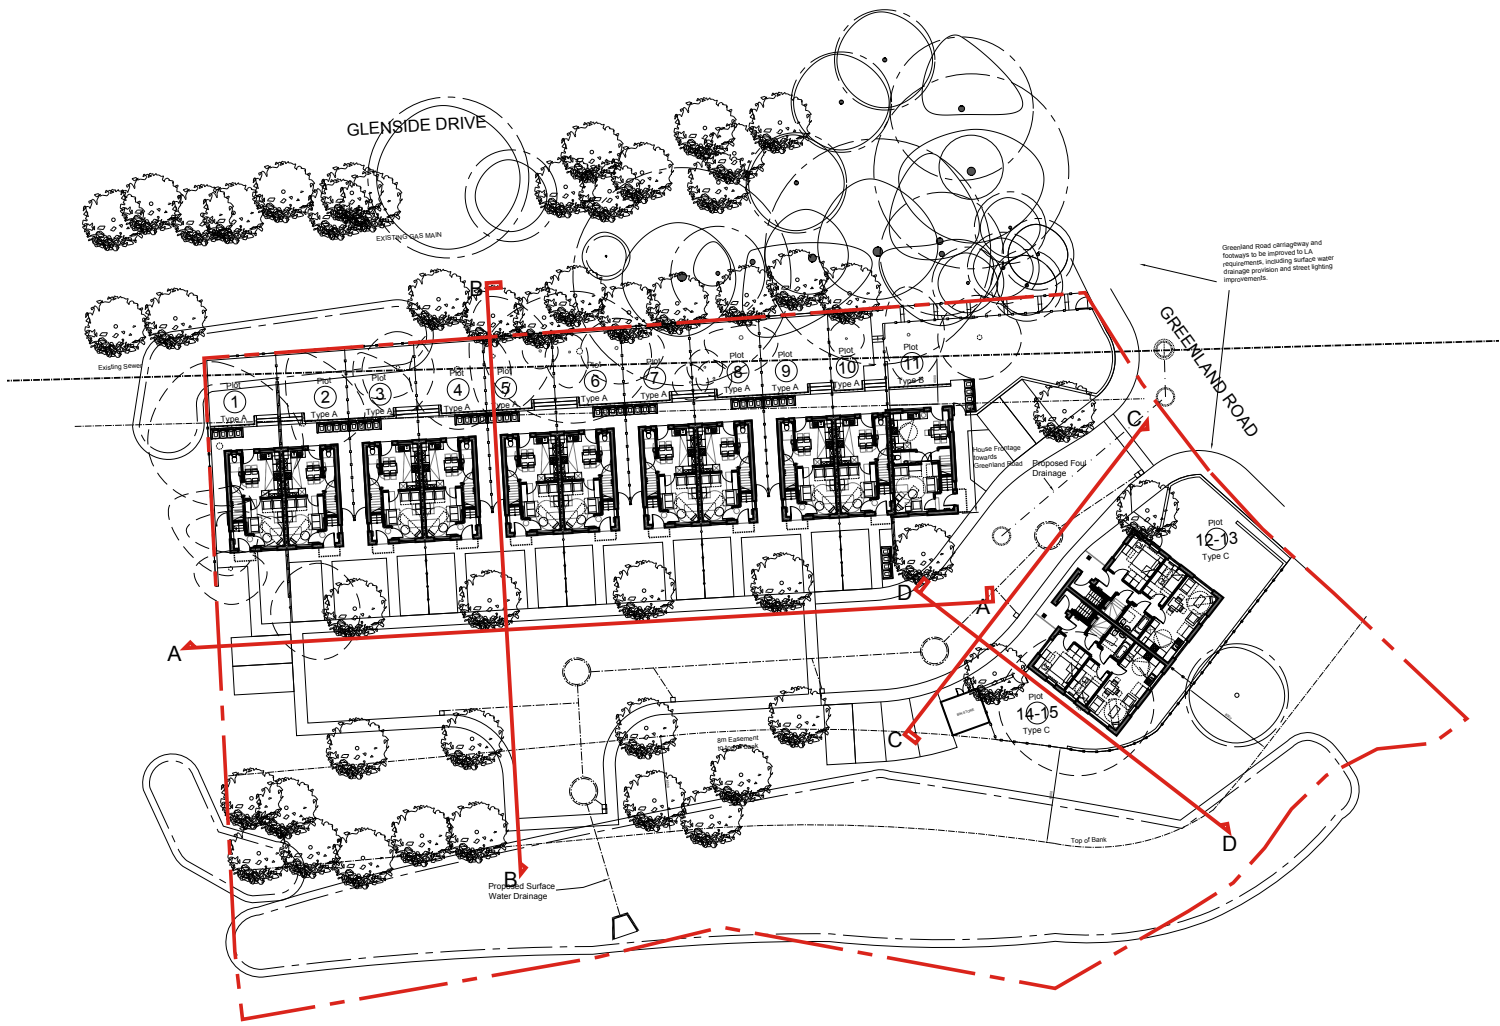 GLENSIDE DRIVE
EXISTING GAS MAIN
Greenland Road carriageway and
footways to be improved to LA
requirements, including surface water
drainage provision and street lighting
improvements.
GREENLAND ROAD
Existing Sewer
B
Plot
1
Type A
Plot
2
Type A
Plot
3
Type A
Plot
4
Type A
Plot
5
Type A
Plot
6
Type A
Plot
7
Type A
Plot
8
Type A
Plot
9
Type A
Plot
10
Type A
Plot
11
Type B
C
House Frontage
towards
Greenland Road
Proposed Foul
Drainage
Plot
12-13
Type C
D
A
A
Plot
14-15
Type C
C
8m Easement
Top of Bank
D
B
Proposed Surface
Water Drainage